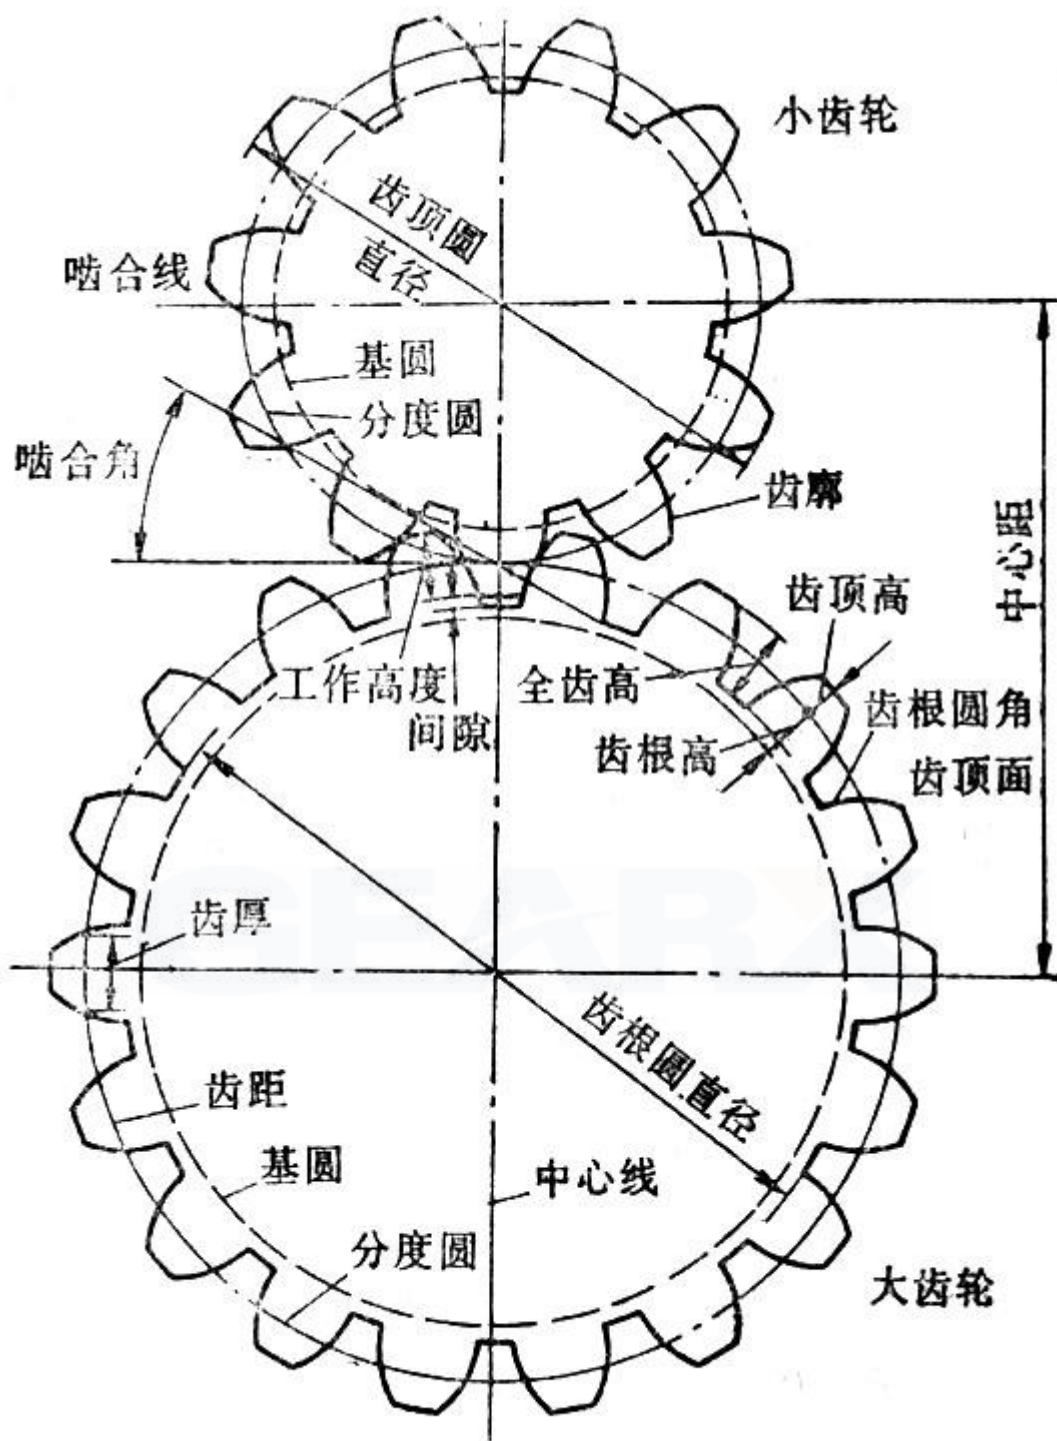 小齿轮
齿顶圆
直径
啮合线
基圆
分度圆
啮合角
齿廓
中心距
齿顶高
工作高度
全齿高
间隙
齿根高
齿根圆角
齿顶面
GEARX
齿厚
齿根圆直径
齿距
基圆
中心线
分度圆
大齿轮